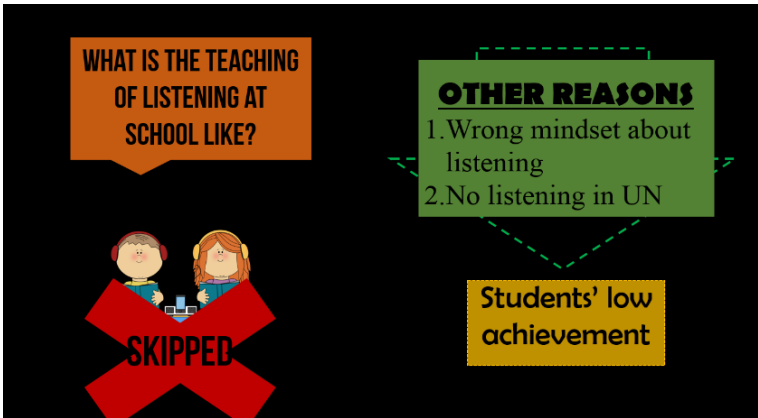 WHAT IS THE TEACHING
OF LISTENING AT
SCHOOL LIKE?
SKIPPED
OTHER REASONS
1.Wrong mindset about
listening
2.No listening in UN
Students' low
achievement